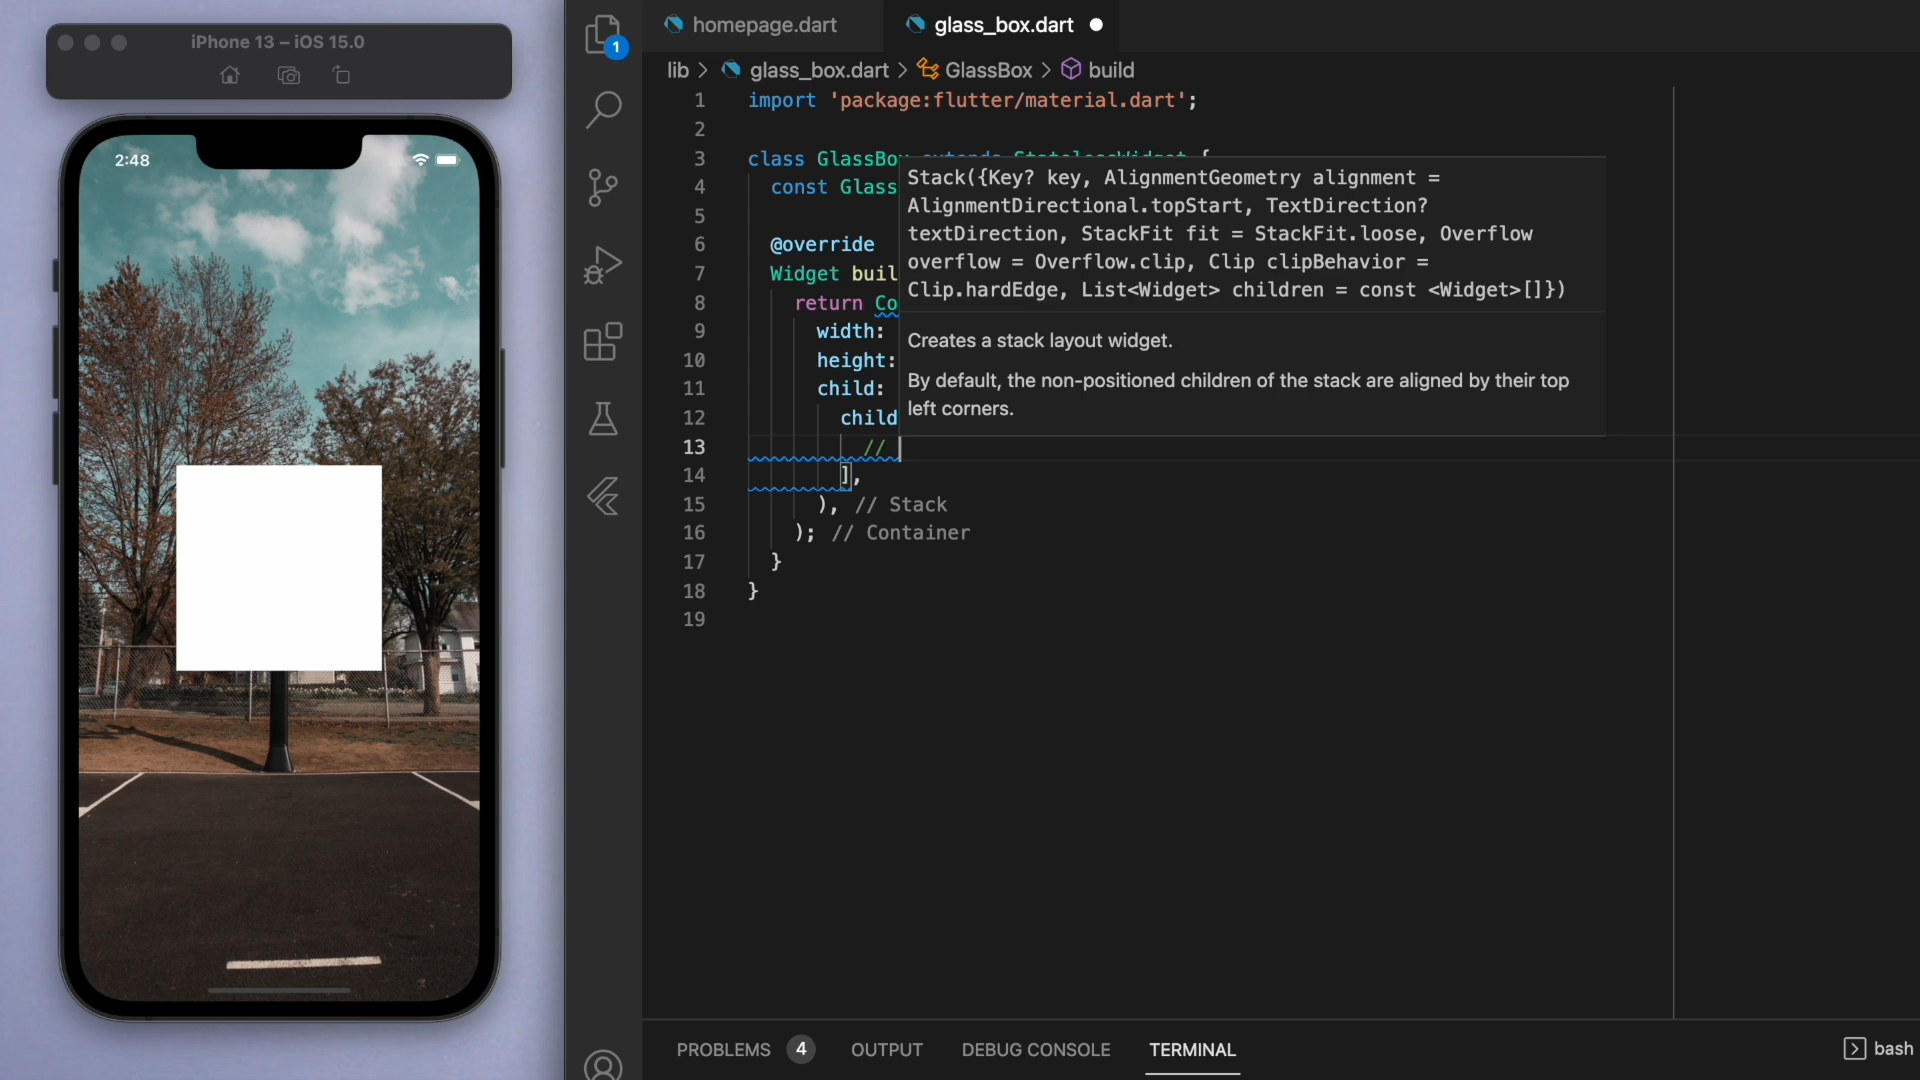 iPhone 13 – iOS 15.0
2:48
1
homepage.dart
glass_box.dart
lib > glass_box.dart > GlassBox > build
1 import 'package:flutter/material.dart';
2
3 class GlassBox extends StatelessWidget {
4 const Glass
5
6 @override
7 Widget buil
8 return Co
9 width:
10 height:
11 child:
12 child
13 //
14 ],
15 ), // Stack
16 ); // Container
17 }
18 }
19
Stack({Key? key, AlignmentGeometry alignment =
AlignmentDirectional.topStart, TextDirection?
textDirection, StackFit fit = StackFit.loose, Overflow
overflow = Overflow.clip, Clip clipBehavior =
Clip.hardEdge, List<Widget> children = const <Widget>[]})
Creates a stack layout widget.
By default, the non-positioned children of the stack are aligned by their top
left corners.
PROBLEMS 4 OUTPUT DEBUG CONSOLE TERMINAL
bash